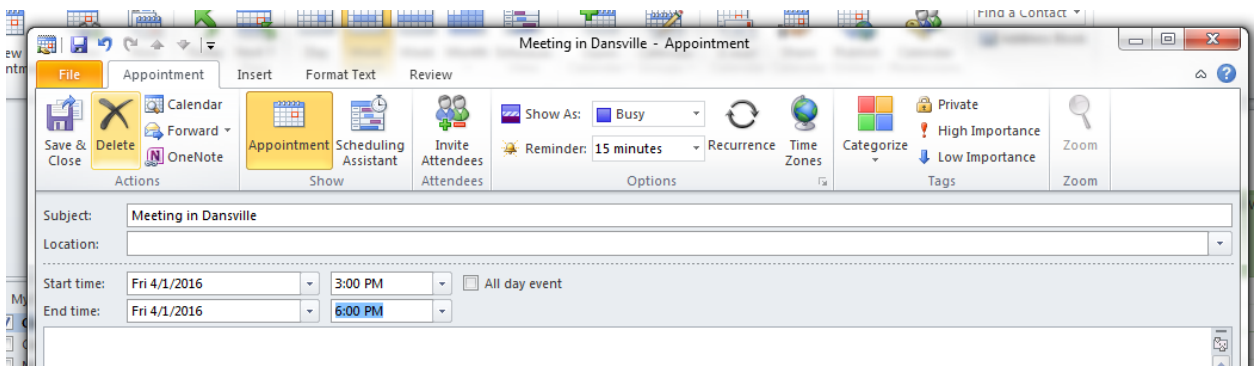 Find a Contact
Meeting in Dansville - Appointment
File Appointment Insert Format Text Review
Save & Close
Delete
Calendar
Forward
OneNote
Actions
Appointment
Scheduling Assistant
Show
Invite Attendees
Attendees
Show As: Busy
Reminder: 15 minutes
Recurrence
Time Zones
Options
Categorize
Private
High Importance
Low Importance
Tags
Zoom
Zoom
Subject: Meeting in Dansville
Location:
Start time: Fri 4/1/2016 3:00 PM All day event
End time: Fri 4/1/2016 6:00 PM